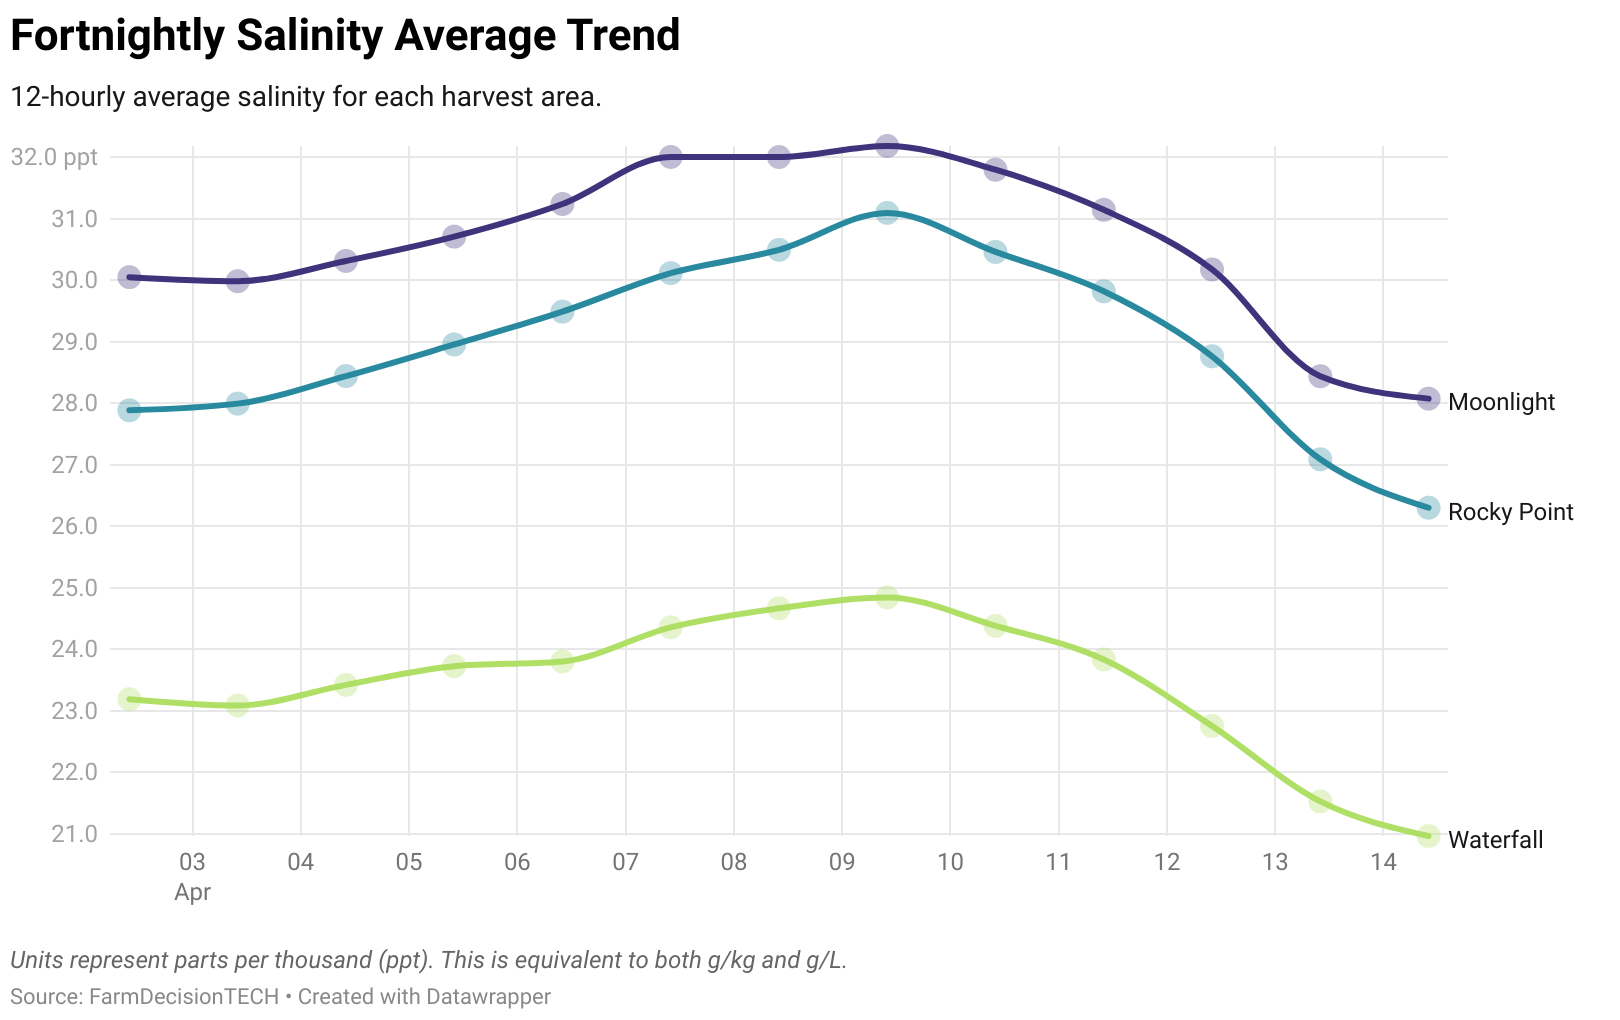 Fortnightly Salinity Average Trend
12-hourly average salinity for each harvest area.
32.0 ppt
31.0
30.0
29.0
28.0
Moonlight
27.0
Rocky Point
26.0
25.0
24.0
23.0
22.0
21.0
Waterfall
03 04 05 06 07 08 09 10 11 12 13 14
Apr
Units represent parts per thousand (ppt). This is equivalent to both g/kg and g/L.
Source: FarmDecisionTECH • Created with Datawrapper